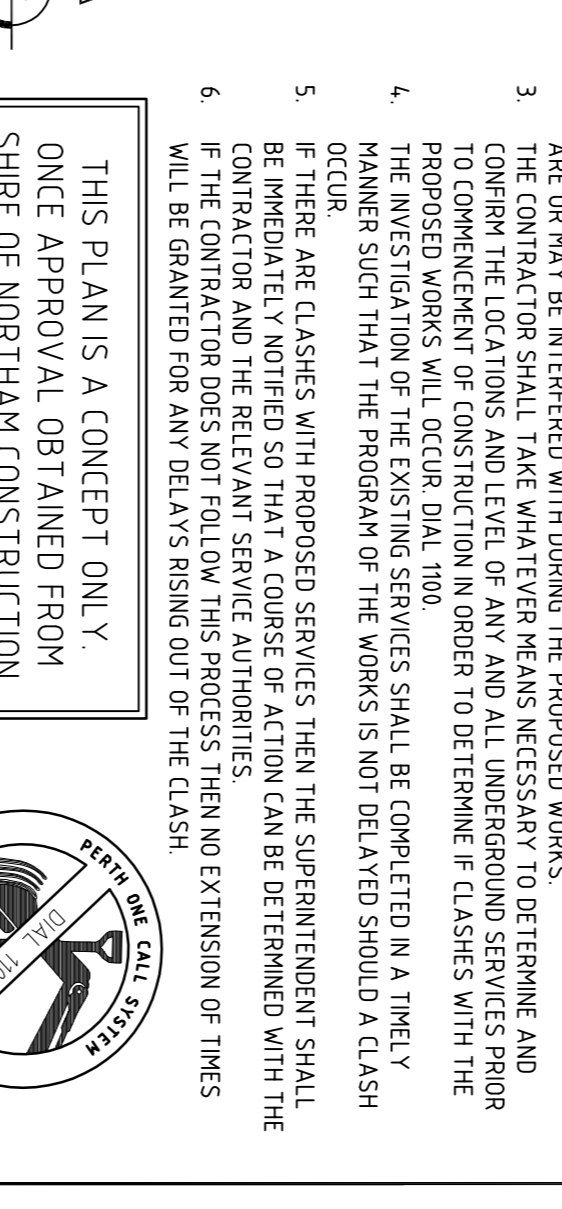 ARE OR MAY BE INTERFERED WITH DURING THE PROPOSED WORKS.
3. THE CONTRACTOR SHALL TAKE WHATEVER MEANS NECESSARY TO DETERMINE AND
CONFIRM THE LOCATIONS AND LEVEL OF ANY AND ALL UNDERGROUND SERVICES PRIOR
TO COMMENCEMENT OF CONSTRUCTION IN ORDER TO DETERMINE IF CLASHES WITH THE
PROPOSED WORKS WILL OCCUR. DIAL 1100.
4. THE INVESTIGATION OF THE EXISTING SERVICES SHALL BE COMPLETED IN A TIMELY
MANNER SUCH THAT THE PROGRAM OF THE WORKS IS NOT DELAYED SHOULD A CLASH
OCCUR.
5. IF THERE ARE CLASHES WITH PROPOSED SERVICES THEN THE SUPERINTENDENT SHALL
BE IMMEDIATELY NOTIFIED SO THAT A COURSE OF ACTION CAN BE DETERMINED WITH THE
CONTRACTOR AND THE RELEVANT SERVICE AUTHORITIES.
6. IF THE CONTRACTOR DOES NOT FOLLOW THIS PROCESS THEN NO EXTENSION OF TIMES
WILL BE GRANTED FOR ANY DELAYS RISING OUT OF THE CLASH.
THIS PLAN IS A CONCEPT ONLY.
ONCE APPROVAL OBTAINED FROM
SHIRE OF NORTHAM CONSTRUCTION
PERTH ONE CALL SYSTEM
DIAL